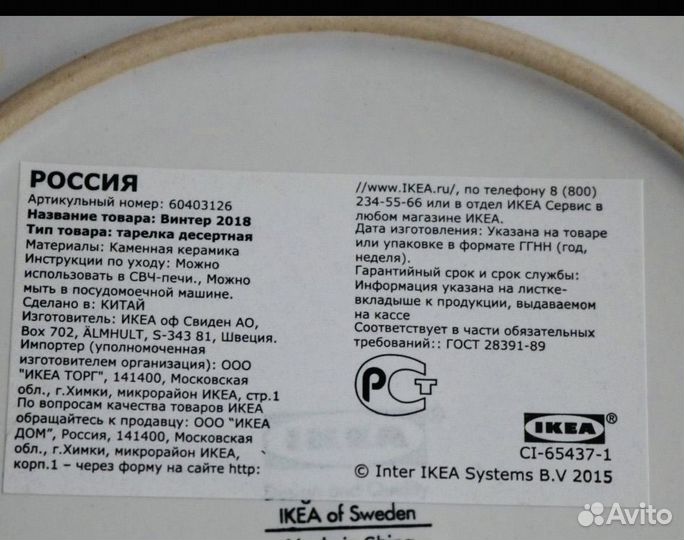 РОССИЯ
Артикульный номер: 60403126
Название товара: Винтер 2018
Тип товара: тарелка десертная
Материалы: Каменная керамика
Инструкции по уходу: Можно
использовать в СВЧ-печи., Можно
мыть в посудомоечной машине.
Сделано в: КИТАЙ
Изготовитель: ИКЕА оф Свиден АО,
Box 702, ÄLMHULT, S-343 81, Швеция.
Импортер (уполномоченная
изготовителем организация): ООО
"ИКЕА ТОРГ", 141400, Московская
обл., г.Химки, микрорайон ИКЕА, стр.1
По вопросам качества товаров ИКЕА
обращайтесь к продавцу: ООО "ИКЕА
ДОМ", Россия, 141400, Московская
обл., г.Химки, микрорайон ИКЕА,
корп.1 – через форму на сайте http:
//www.IKEA.ru/, по телефону 8 (800)
234-55-66 или в отдел ИКЕА Сервис в
любом магазине ИКЕА.
Дата изготовления: Указана на товаре
или упаковке в формате ГГНН (год,
неделя).
Гарантийный срок и срок службы:
Информация указана на листке-
вкладыше к продукции, выдаваемом
на кассе
Соответствует в части обязательных
требований:: ГОСТ 28391-89
РСТ
IKEA®
CI-65437-1
© Inter IKEA Systems B.V 2015
IKEA of Sweden
Made in China
Avito